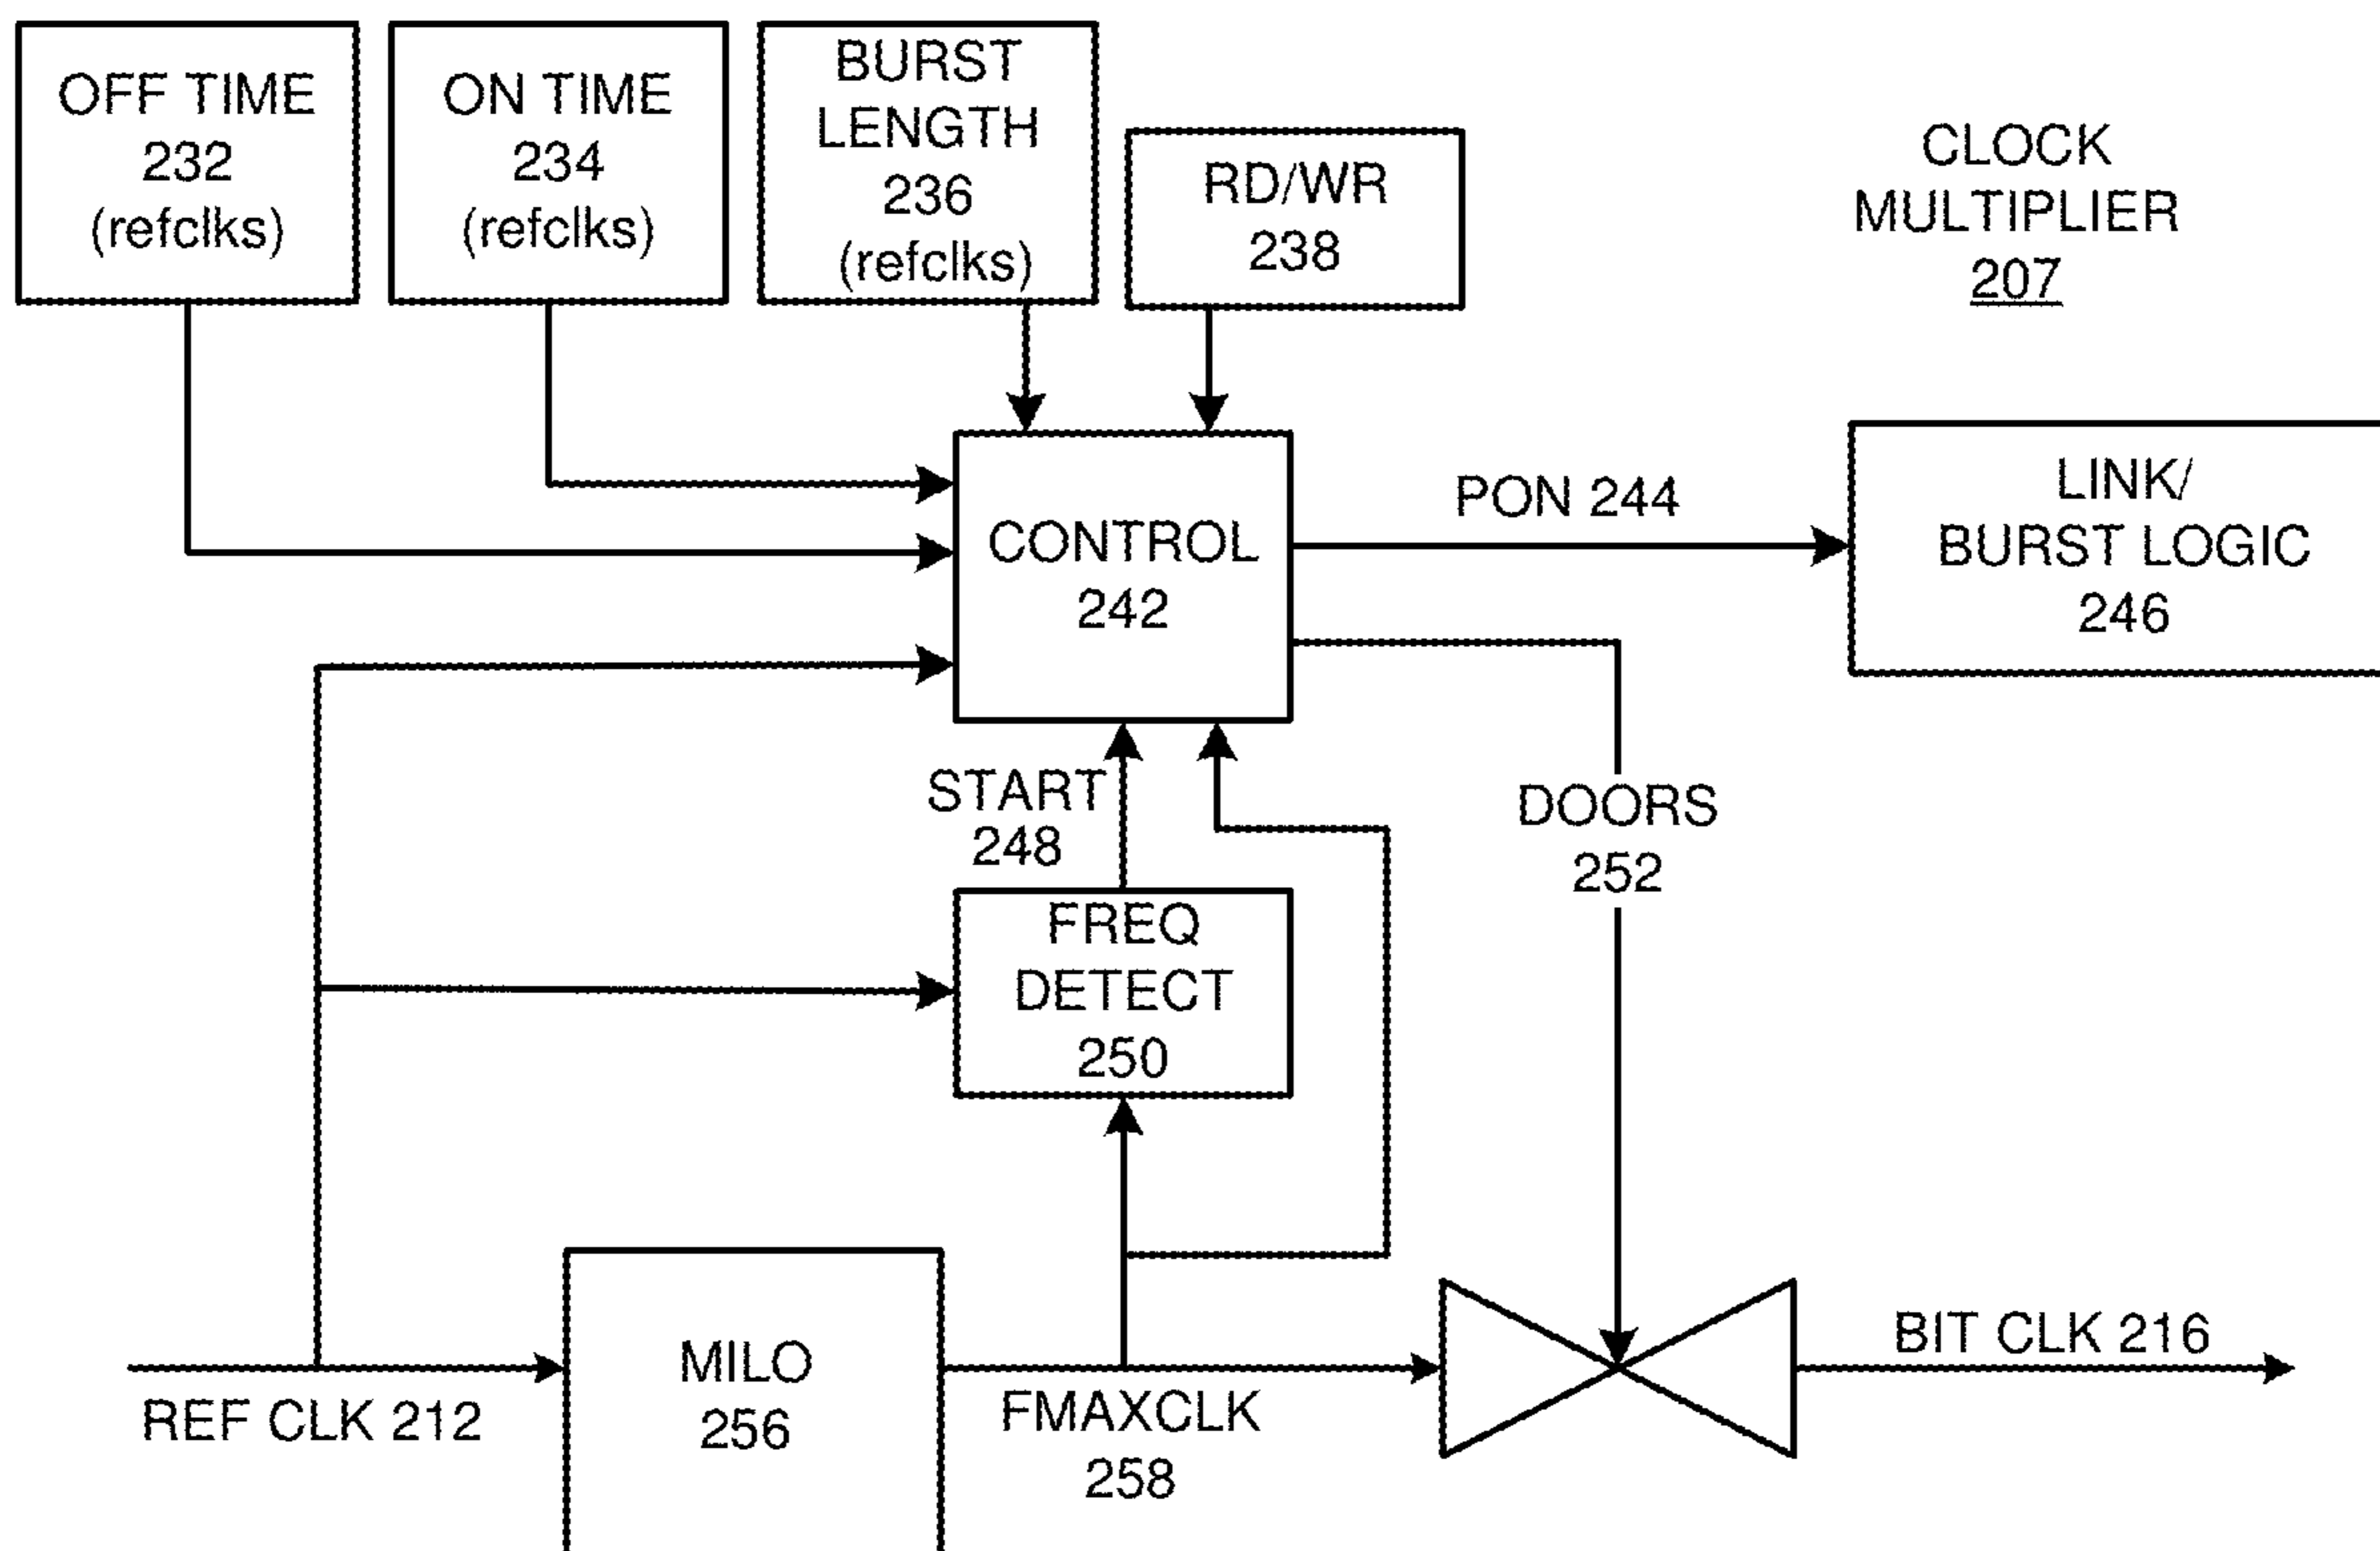 OFF TIME
232
(refclks)
ON TIME
234
(refclks)
BURST
LENGTH
236
(refclks)
RD/WR
238
CLOCK
MULTIPLIER
207
CONTROL
242
PON 244
LINK/
BURST LOGIC
246
START
248
DOORS
252
FREQ
DETECT
250
REF CLK 212
MILO
256
FMAXCLK
258
BIT CLK 216